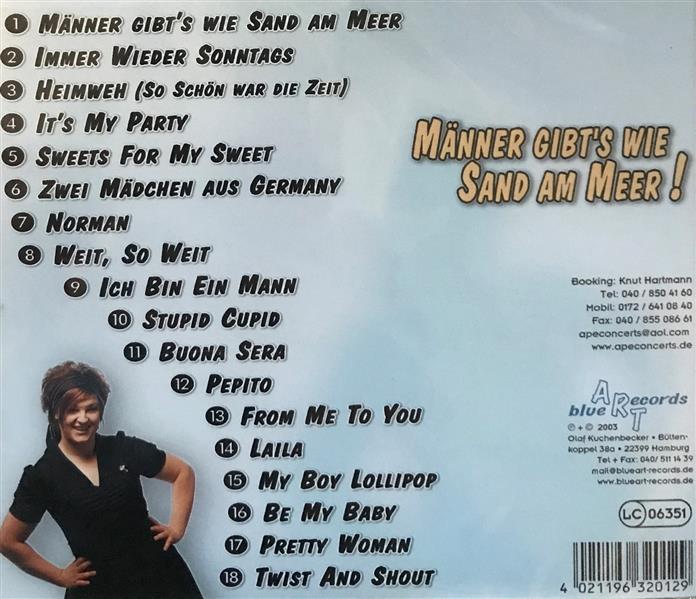 1 Männer gibt's wie Sand am Meer
2 Immer Wieder Sonntags
3 Heimweh (So Schön war die Zeit)
4 It's My Party
5 Sweets For My Sweet
6 Zwei Mädchen aus Germany
7 Norman
8 Weit, So Weit
9 Ich Bin Ein Mann
10 Stupid Cupid
11 Buona Sera
12 Pepito
13 From Me To You
14 Laila
15 My Boy Lollipop
16 Be My Baby
17 Pretty Woman
18 Twist And Shout
Männer gibt's wie
Sand am Meer!
Booking: Knut Hartmann
Tel: 040 / 850 41 60
Mobil: 0172 / 641 08 40
Fax: 040 / 855 086 61
apeconcerts@aol.com
www.apeconcerts.de
blue ART Records
℗ + © 2003
Olaf Kuchenbecker • Bülten-
koppel 38a • 22399 Hamburg
Tel + Fax: 040/ 511 14 39
mail@blueart-records.de
www.blueart-records.de
LC 06351
4 021196 320129